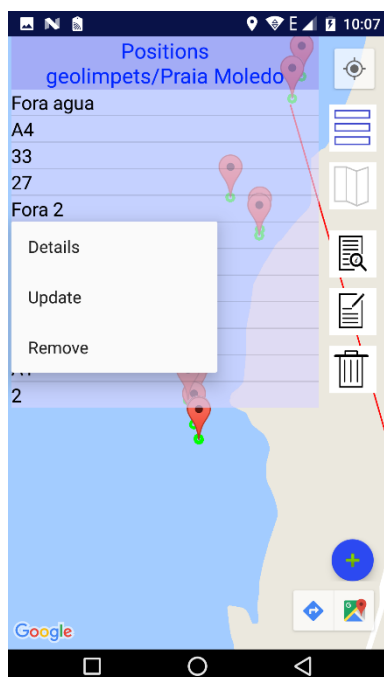 E 10:07
Positions
geolimpets/Praia Moledo
Fora agua
A4
33
27
Fora 2
Details
Update
Remove
2
Google